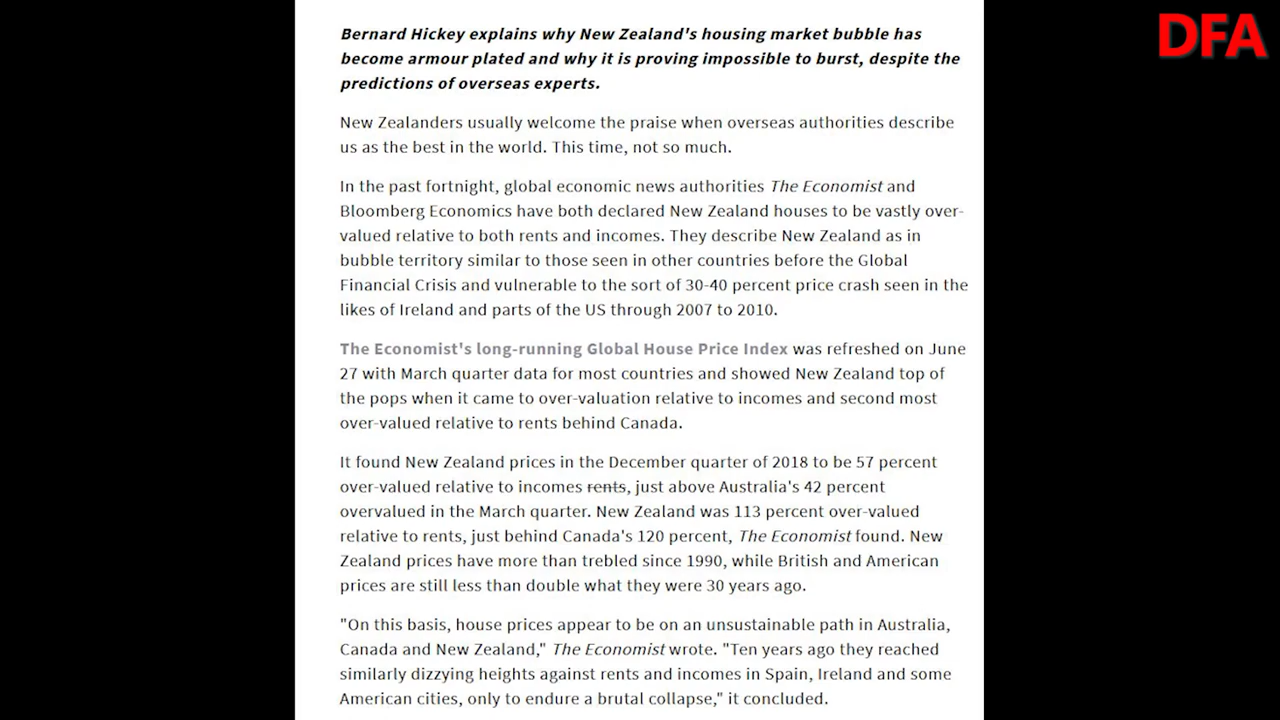 DFA
Bernard Hickey explains why New Zealand's housing market bubble has
become armour plated and why it is proving impossible to burst, despite the
predictions of overseas experts.
New Zealanders usually welcome the praise when overseas authorities describe
us as the best in the world. This time, not so much.
In the past fortnight, global economic news authorities The Economist and
Bloomberg Economics have both declared New Zealand houses to be vastly over-
valued relative to both rents and incomes. They describe New Zealand as in
bubble territory similar to those seen in other countries before the Global
Financial Crisis and vulnerable to the sort of 30-40 percent price crash seen in the
likes of Ireland and parts of the US through 2007 to 2010.
The Economist's long-running Global House Price Index was refreshed on June
27 with March quarter data for most countries and showed New Zealand top of
the pops when it came to over-valuation relative to incomes and second most
over-valued relative to rents behind Canada.
It found New Zealand prices in the December quarter of 2018 to be 57 percent
over-valued relative to incomes rents, just above Australia's 42 percent
overvalued in the March quarter. New Zealand was 113 percent over-valued
relative to rents, just behind Canada's 120 percent, The Economist found. New
Zealand prices have more than trebled since 1990, while British and American
prices are still less than double what they were 30 years ago.
"On this basis, house prices appear to be on an unsustainable path in Australia,
Canada and New Zealand," The Economist wrote. "Ten years ago they reached
similarly dizzying heights against rents and incomes in Spain, Ireland and some
American cities, only to endure a brutal collapse," it concluded.